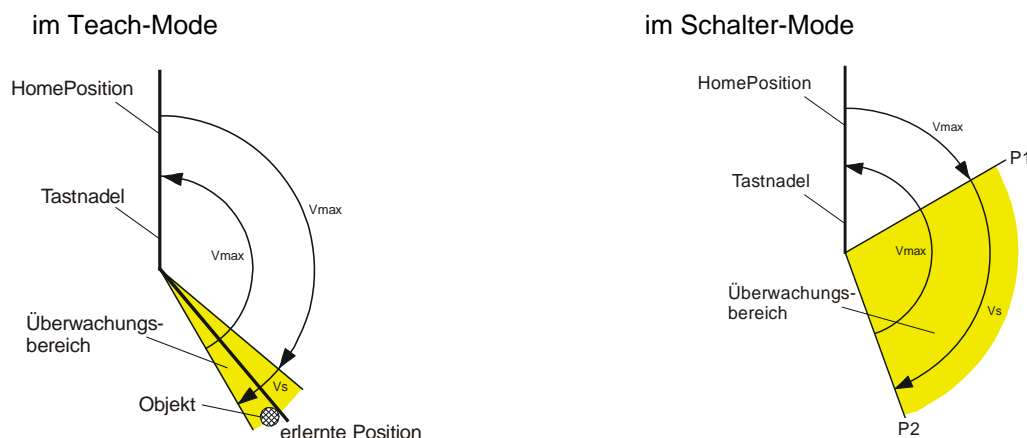 im Teach-Mode
HomePosition
Tastnadel
Vmax
Vmax
Überwachungs-
bereich
Vs
Objekt
erlernte Position
im Schalter-Mode
HomePosition
Vmax
P1
Tastnadel
Vmax
Überwachungs-
bereich
Vs
P2